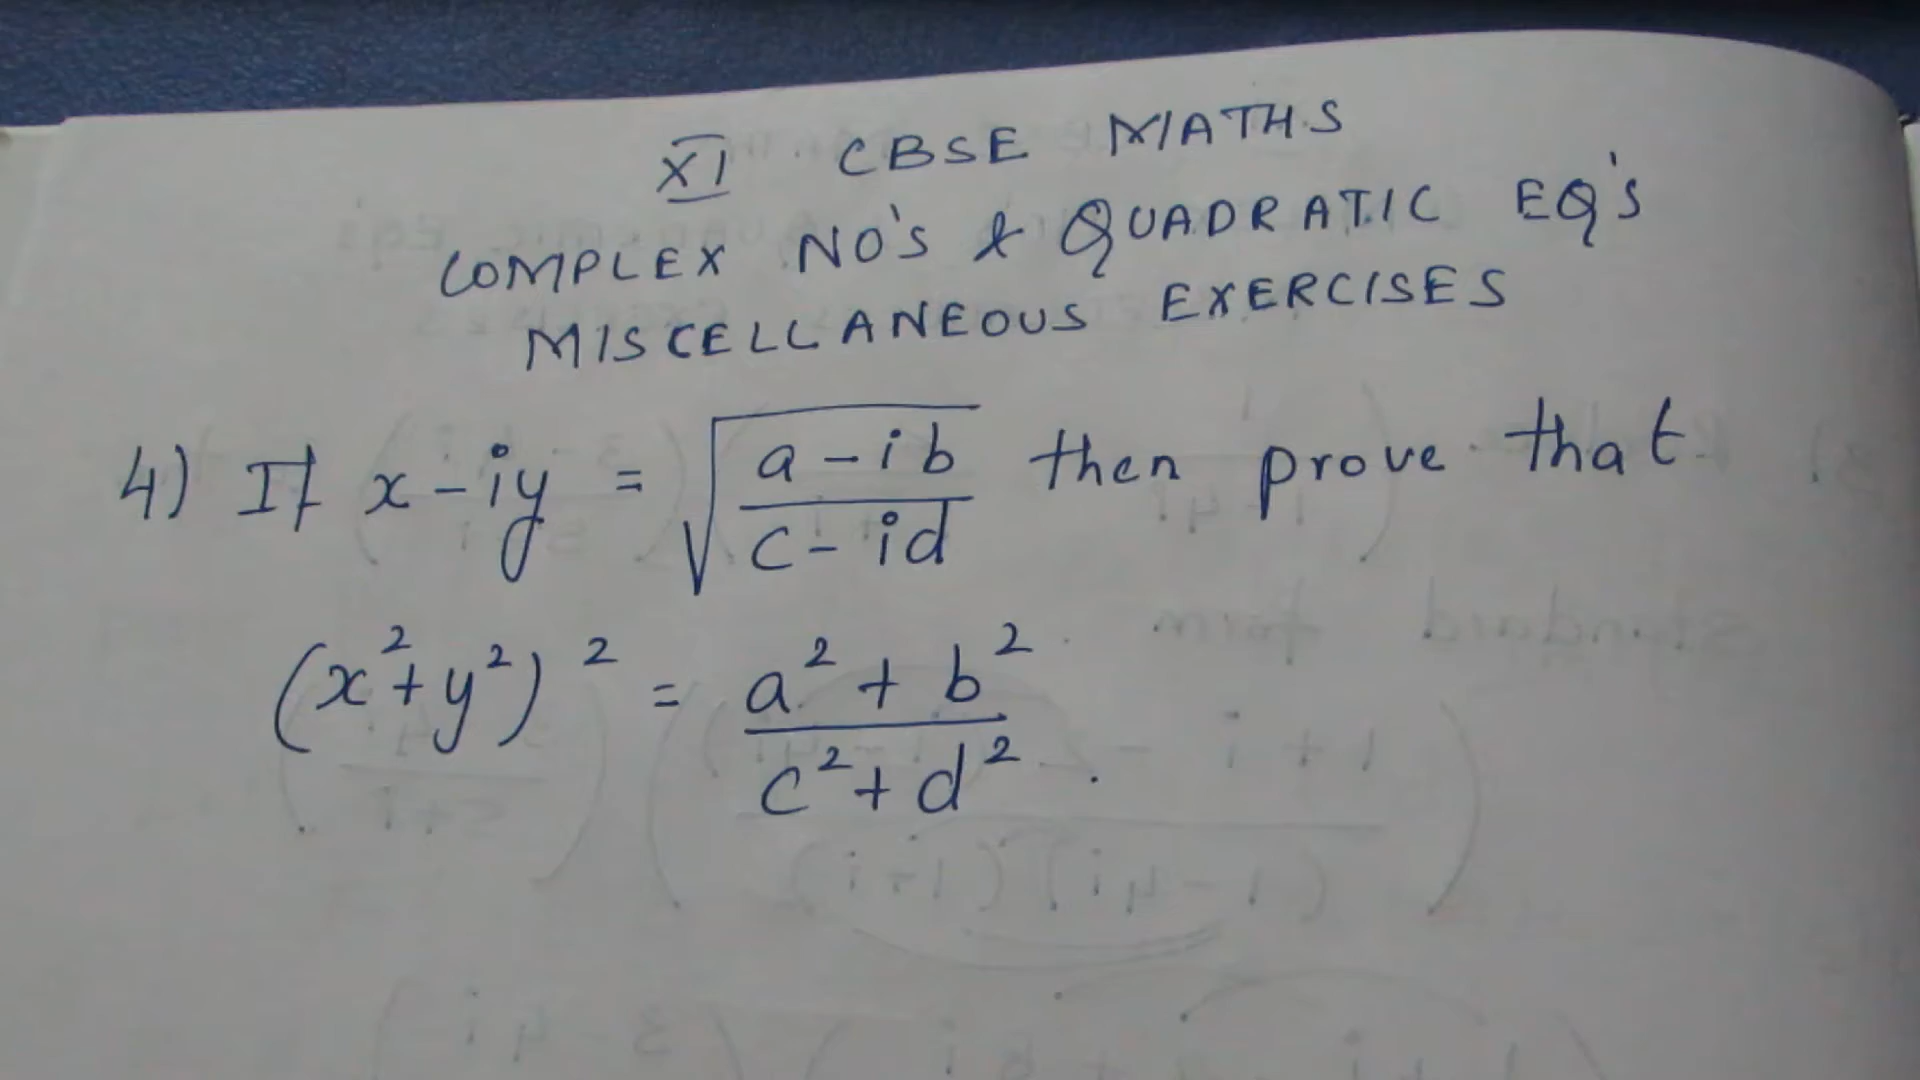 XI CBSE MATHS
COMPLEX NO'S & QUADRATIC EQ'S
MISCELLANEOUS EXERCISES
4) If x - iy = √((a - ib)/(c - id)) then prove that
(x² + y²)² = (a² + b²)/(c² + d²).